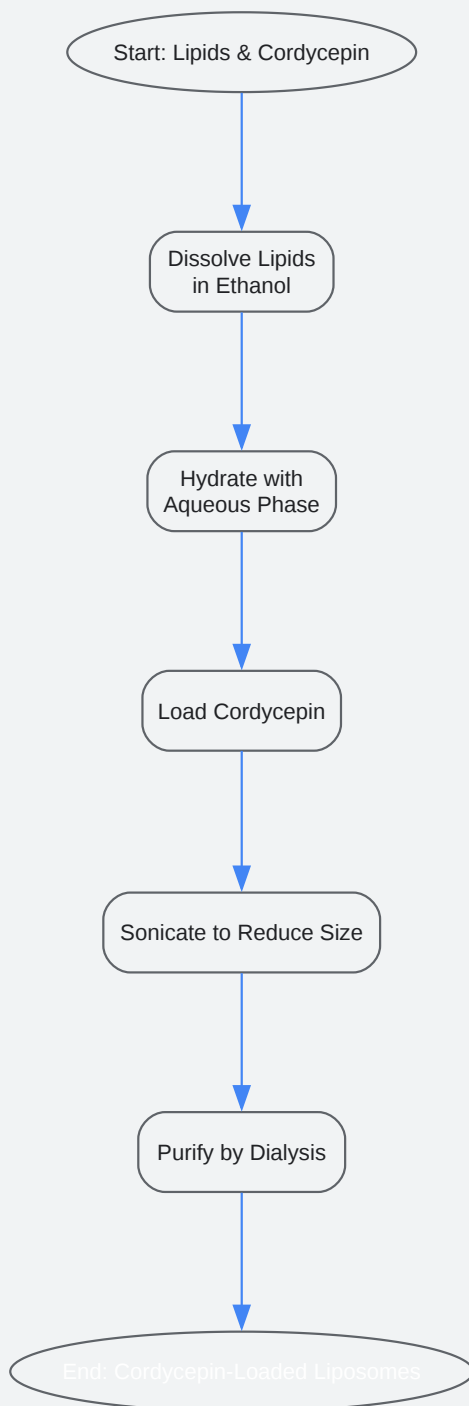 Start: Lipids & Cordycepin
Dissolve Lipids
in Ethanol
Hydrate with
Aqueous Phase
Load Cordycepin
Sonicate to Reduce Size
Purify by Dialysis
End: Cordycepin-Loaded Liposomes